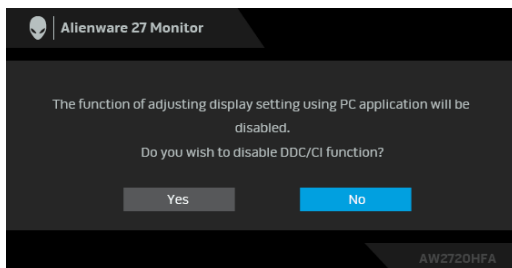 Alienware 27 Monitor
The function of adjusting display setting using PC application will be
disabled.
Do you wish to disable DDC/CI function?
Yes No
AW2720HFA